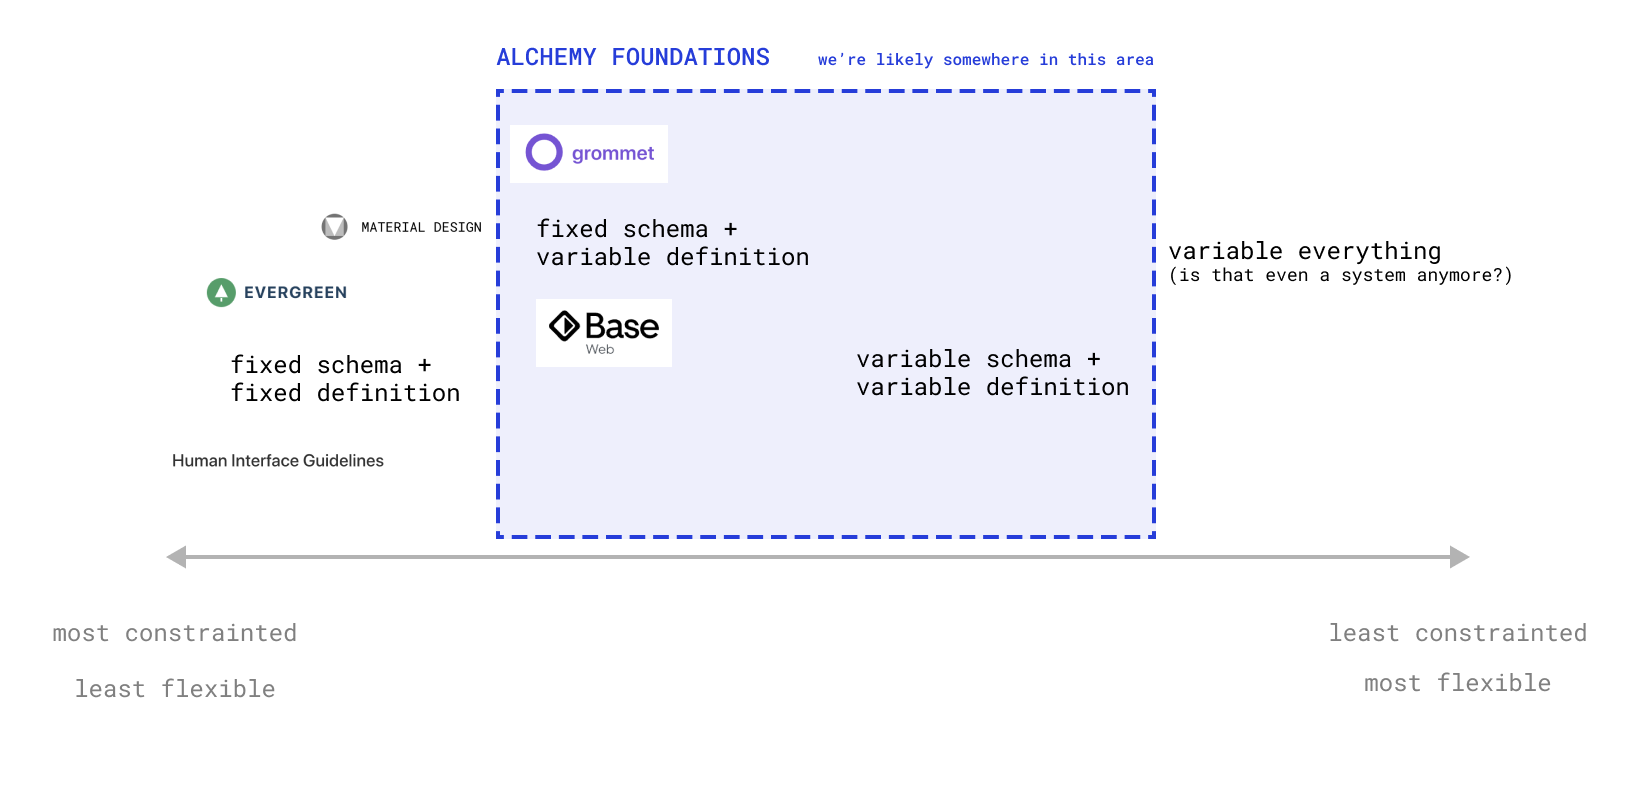 ALCHEMY FOUNDATIONS
we're likely somewhere in this area
grommet
MATERIAL DESIGN
fixed schema +
variable definition
variable everything
(is that even a system anymore?)
EVERGREEN
Base
Web
fixed schema +
fixed definition
variable schema +
variable definition
Human Interface Guidelines
most constrainted
least constrainted
least flexible
most flexible